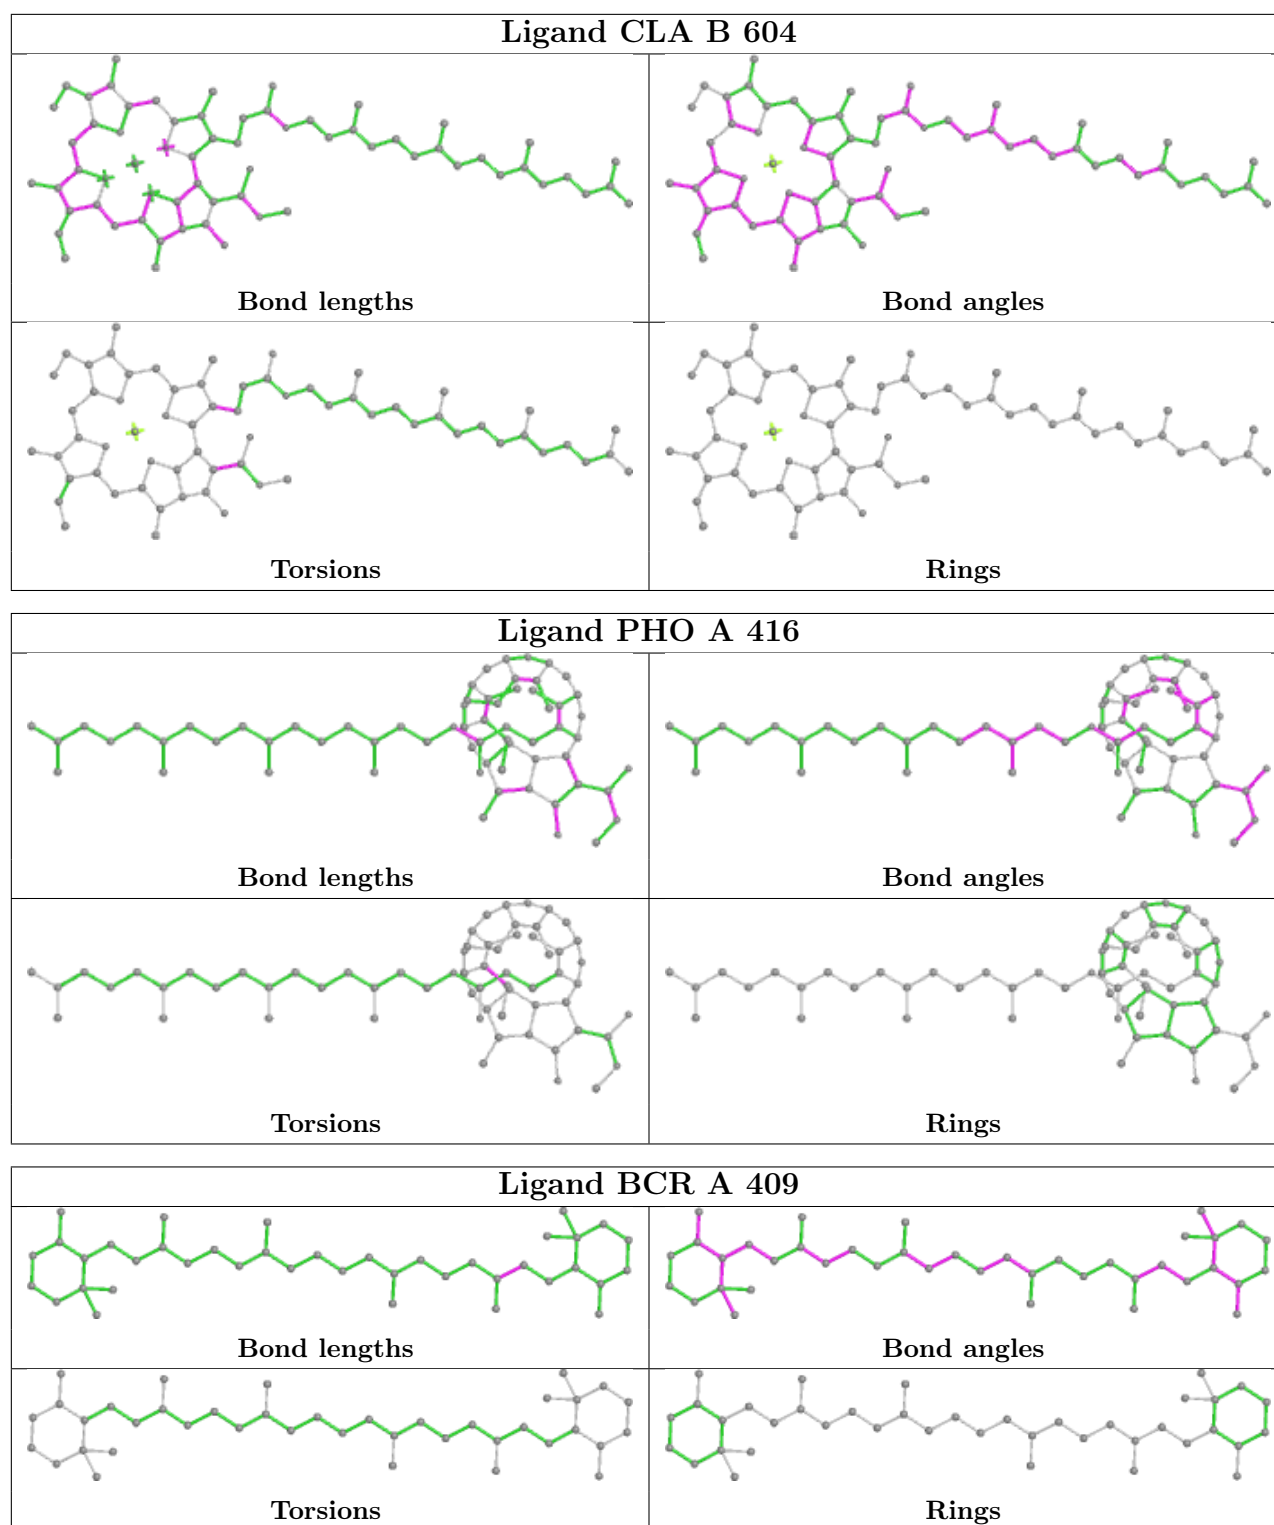 Ligand CLA B 604
Bond lengths
Bond angles
Torsions
Rings
Ligand PHO A 416
Bond lengths
Bond angles
Torsions
Rings
Ligand BCR A 409
Bond lengths
Bond angles
Torsions
Rings